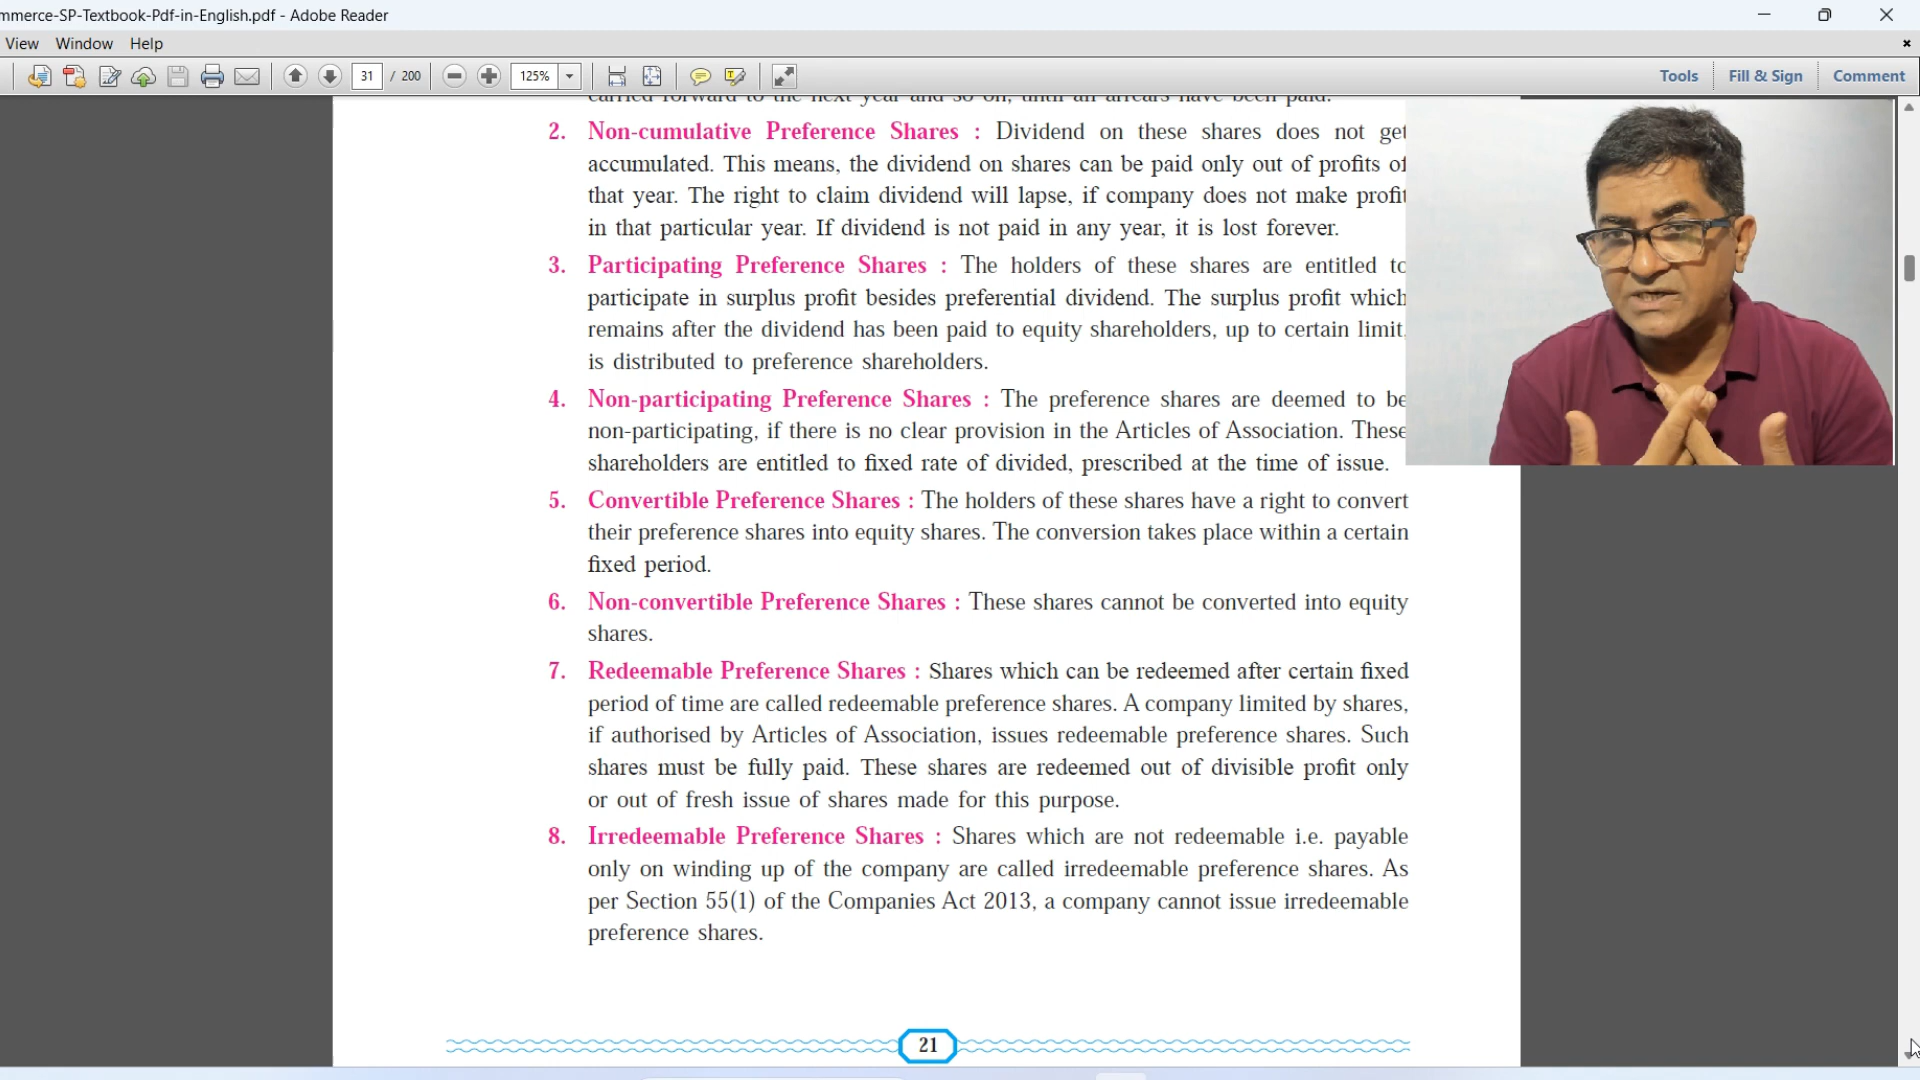 mmerce-SP-Textbook-Pdf-in-English.pdf - Adobe Reader
View Window Help
31 / 200 125% Tools Fill & Sign Comment
carried forward to the next year and so on, until all arrears have been paid.
2. Non-cumulative Preference Shares : Dividend on these shares does not get
accumulated. This means, the dividend on shares can be paid only out of profits of
that year. The right to claim dividend will lapse, if company does not make profit
in that particular year. If dividend is not paid in any year, it is lost forever.
3. Participating Preference Shares : The holders of these shares are entitled to
participate in surplus profit besides preferential dividend. The surplus profit which
remains after the dividend has been paid to equity shareholders, up to certain limit,
is distributed to preference shareholders.
4. Non-participating Preference Shares : The preference shares are deemed to be
non-participating, if there is no clear provision in the Articles of Association. These
shareholders are entitled to fixed rate of divided, prescribed at the time of issue.
5. Convertible Preference Shares : The holders of these shares have a right to convert
their preference shares into equity shares. The conversion takes place within a certain
fixed period.
6. Non-convertible Preference Shares : These shares cannot be converted into equity
shares.
7. Redeemable Preference Shares : Shares which can be redeemed after certain fixed
period of time are called redeemable preference shares. A company limited by shares,
if authorised by Articles of Association, issues redeemable preference shares. Such
shares must be fully paid. These shares are redeemed out of divisible profit only
or out of fresh issue of shares made for this purpose.
8. Irredeemable Preference Shares : Shares which are not redeemable i.e. payable
only on winding up of the company are called irredeemable preference shares. As
per Section 55(1) of the Companies Act 2013, a company cannot issue irredeemable
preference shares.
21